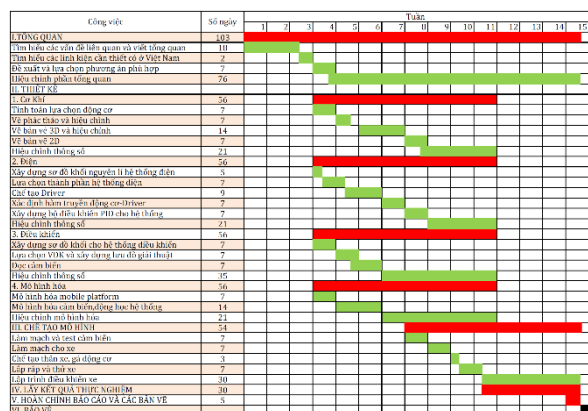 Công việc Số ngày Tuần
1 2 3 4 5 6 7 8 9 10 11 12 13 14 15
I.TỔNG QUAN 103
Tìm hiểu các vấn đề liên quan và viết tổng quan 10
Tìm hiểu các linh kiện cần thiết có ở Việt Nam 2
Đề xuất và lựa chọn phương án phù hợp 7
Hiệu chỉnh phần tổng quan 76
II. THIẾT KẾ
1. Cơ Khí 56
Tính toán lựa chọn động cơ 7
Vẽ phác thảo và hiệu chỉnh 7
Vẽ bản vẽ 3D và hiệu chỉnh 14
Vẽ bản vẽ 2D 7
Hiệu chỉnh thông số 21
2. Điện 56
Xây dựng sơ đồ khối nguyên lí hệ thống điện 5
Lựa chọn thành phần hệ thống điện 7
Chế tạo Driver 9
Xác định hàm truyền động cơ-Driver 7
Xây dựng bộ điều khiển PID cho hệ thống 7
Hiệu chỉnh thông số 21
3. Điều khiển 56
Xây dựng sơ đồ khối cho hệ thống điều khiển 7
Lựa chọn VDK và xây dựng lưu đồ giải thuật 7
Đọc cảm biến 7
Hiệu chỉnh thông số 35
4. Mô hình hóa 56
Mô hình hóa mobile platform 7
Mô hình hóa cảm biến,động học hệ thống 14
Hiệu chỉnh mô hình hóa 21
III. CHẾ TẠO MÔ HÌNH 54
Làm mạch và test cảm biến 7
Làm mạch cho xe 7
Chế tạo thân xe, gá động cơ 3
Lắp ráp và thử xe 7
Lập trình điều khiển xe 30
IV. LẤY KẾT QUẢ THỰC NGHIỆM 30
V. HOÀN CHỈNH BÁO CÁO VÀ CÁC BẢN VẼ 5
VI. BẢO VỆ